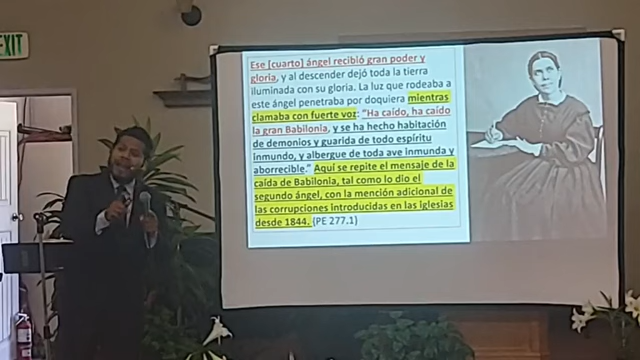 EXIT
Ese [cuarto] ángel recibió gran poder y
gloria, y al descender dejó toda la tierra
iluminada con su gloria. La luz que rodeaba a
este ángel penetraba por doquiera mientras
clamaba con fuerte voz: "Ha caído, ha caído
la gran Babilonia, y se ha hecho habitación
de demonios y guarida de todo espíritu
inmundo, y albergue de toda ave inmunda y
aborrecible." Aquí se repite el mensaje de la
caída de Babilonia, tal como lo dio el
segundo ángel, con la mención adicional de
las corrupciones introducidas en las iglesias
desde 1844. (PE 277.1)